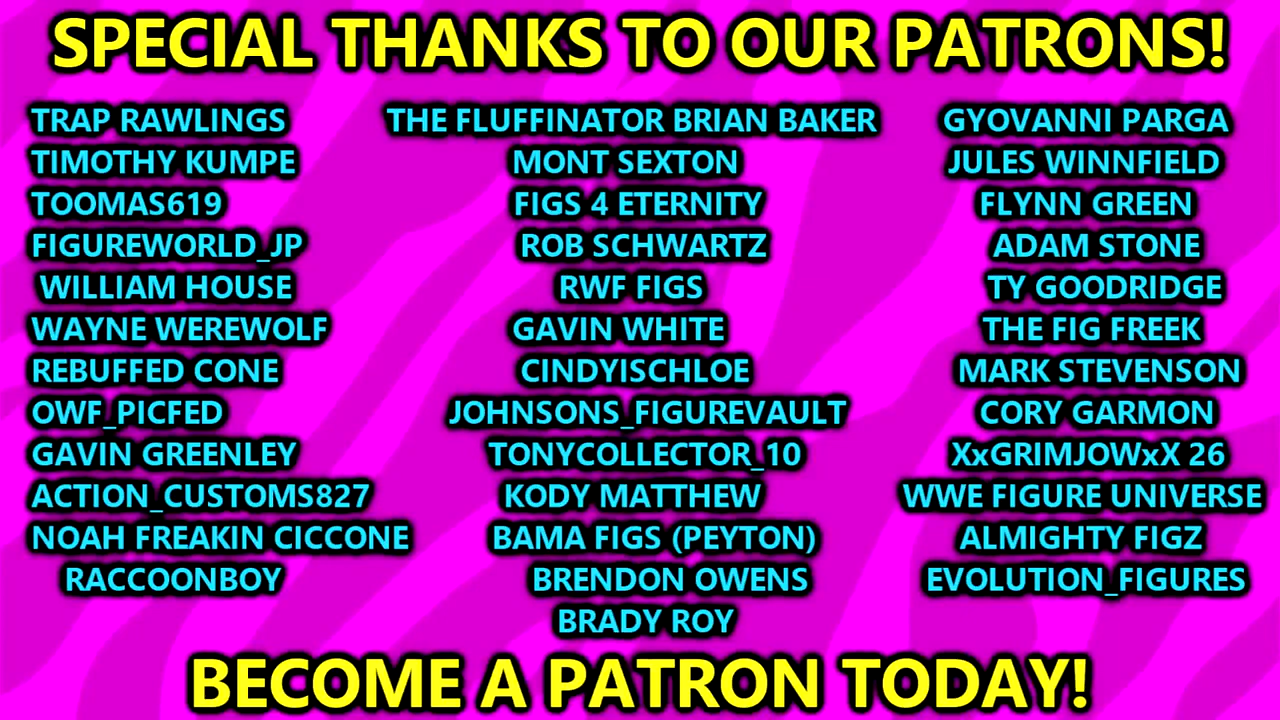 SPECIAL THANKS TO OUR PATRONS!
TRAP RAWLINGS
TIMOTHY KUMPE
TOOMAS619
FIGUREWORLD_JP
WILLIAM HOUSE
WAYNE WEREWOLF
REBUFFED CONE
OWF_PICFED
GAVIN GREENLEY
ACTION_CUSTOMS827
NOAH FREAKIN CICCONE
RACCOONBOY
THE FLUFFINATOR BRIAN BAKER
MONT SEXTON
FIGS 4 ETERNITY
ROB SCHWARTZ
RWF FIGS
GAVIN WHITE
CINDYISCHLOE
JOHNSONS_FIGUREVAULT
TONYCOLLECTOR_10
KODY MATTHEW
BAMA FIGS (PEYTON)
BRENDON OWENS
BRADY ROY
GYOVANNI PARGA
JULES WINNFIELD
FLYNN GREEN
ADAM STONE
TY GOODRIDGE
THE FIG FREEK
MARK STEVENSON
CORY GARMON
XxGRIMJOWxX 26
WWE FIGURE UNIVERSE
ALMIGHTY FIGZ
EVOLUTION_FIGURES
BECOME A PATRON TODAY!